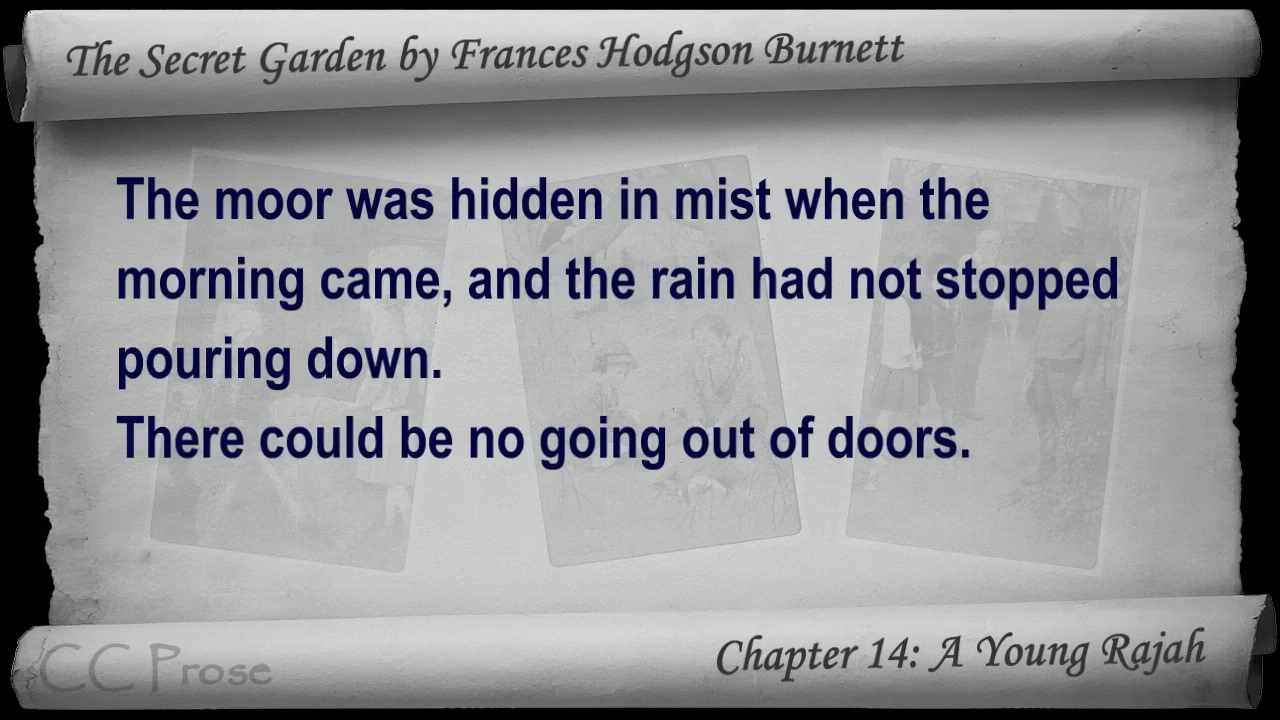 The Secret Garden by Frances Hodgson Burnett
The moor was hidden in mist when the
morning came, and the rain had not stopped
pouring down.
There could be no going out of doors.
CC Prose
Chapter 14: A Young Rajah